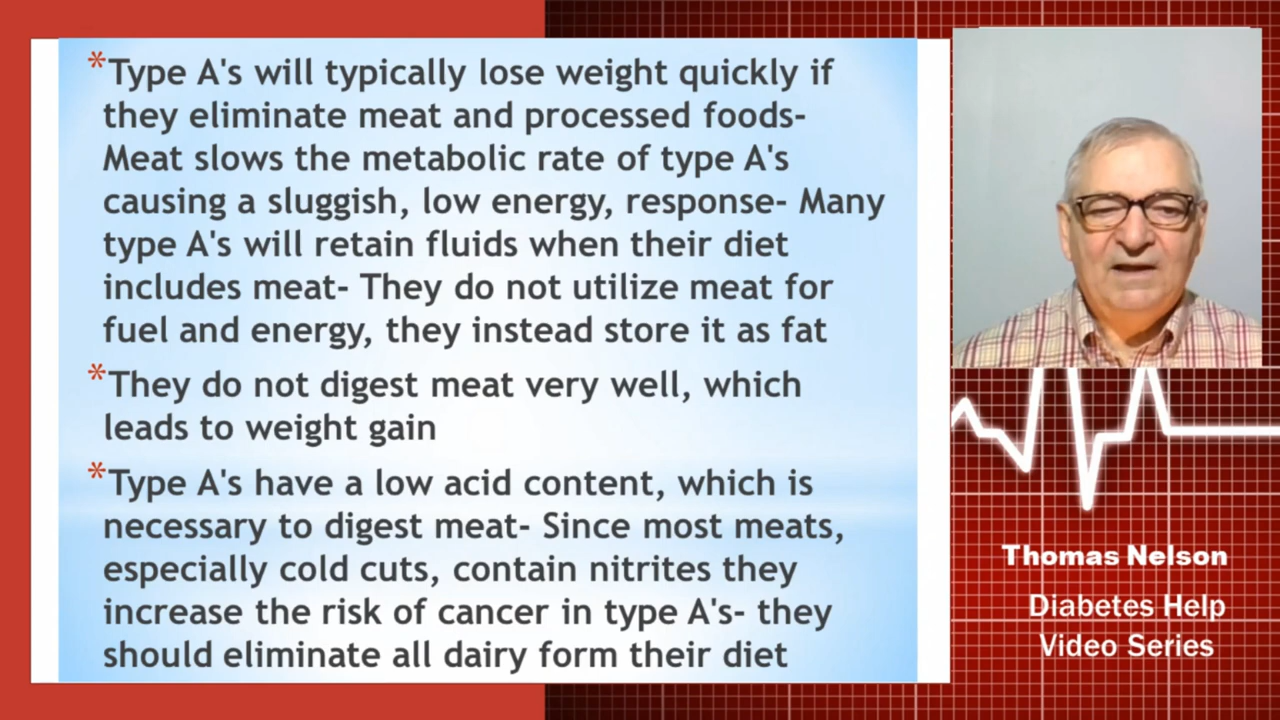 *Type A's will typically lose weight quickly if
they eliminate meat and processed foods-
Meat slows the metabolic rate of type A's
causing a sluggish, low energy, response- Many
type A's will retain fluids when their diet
includes meat- They do not utilize meat for
fuel and energy, they instead store it as fat
*They do not digest meat very well, which
leads to weight gain
*Type A's have a low acid content, which is
necessary to digest meat- Since most meats,
especially cold cuts, contain nitrites they
increase the risk of cancer in type A's- they
should eliminate all dairy form their diet
Thomas Nelson
Diabetes Help
Video Series